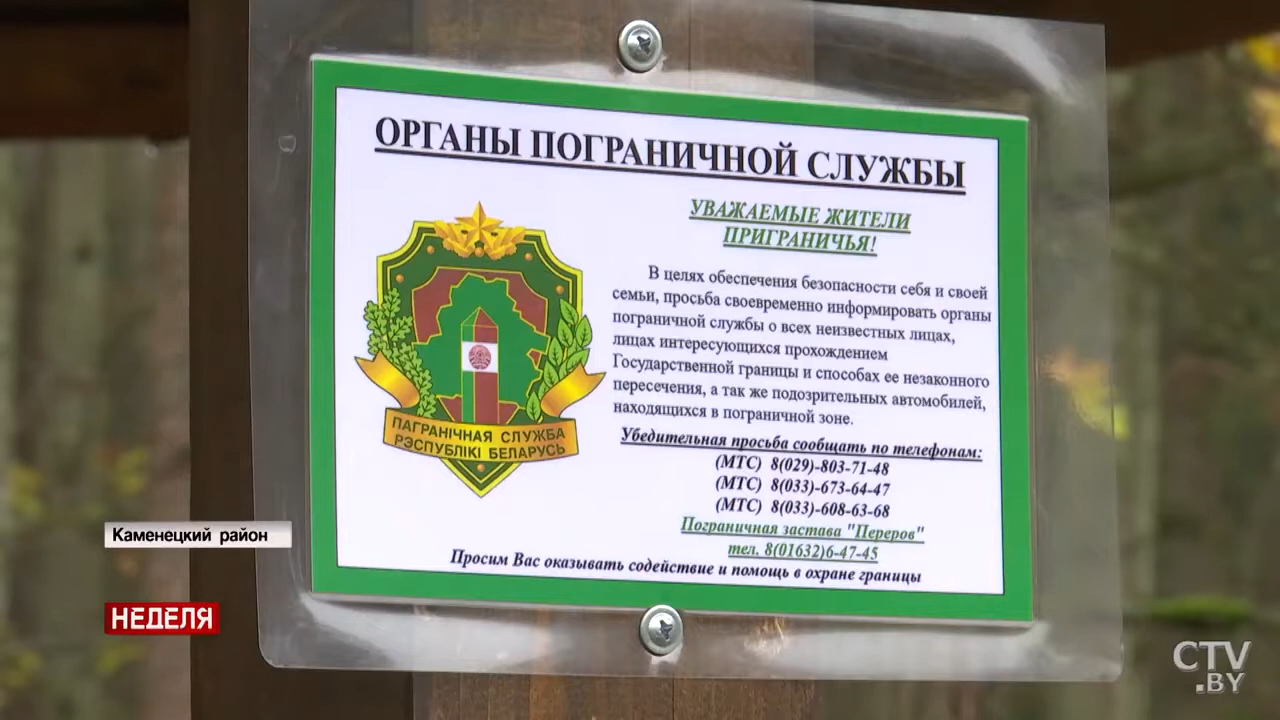 ОРГАНЫ ПОГРАНИЧНОЙ СЛУЖБЫ
УВАЖАЕМЫЕ ЖИТЕЛИ
ПРИГРАНИЧЬЯ!
В целях обеспечения безопасности себя и своей
семьи, просьба своевременно информировать органы
пограничной службы о всех неизвестных лицах,
лицах интересующихся прохождением
Государственной границы и способах ее незаконного
пересечения, а так же подозрительных автомобилей,
находящихся в пограничной зоне.
Убедительная просьба сообщать по телефонам:
(МТС) 8(029)-803-71-48
(МТС) 8(033)-673-64-47
(МТС) 8(033)-608-63-68
Пограничная застава "Переров"
тел. 8(01632)6-47-45
Просим Вас оказывать содействие и помощь в охране границы
ПАГРАНІЧНАЯ СЛУЖБА
РЭСПУБЛІКІ БЕЛАРУСЬ
Каменецкий район
НЕДЕЛЯ
CTV
.BY